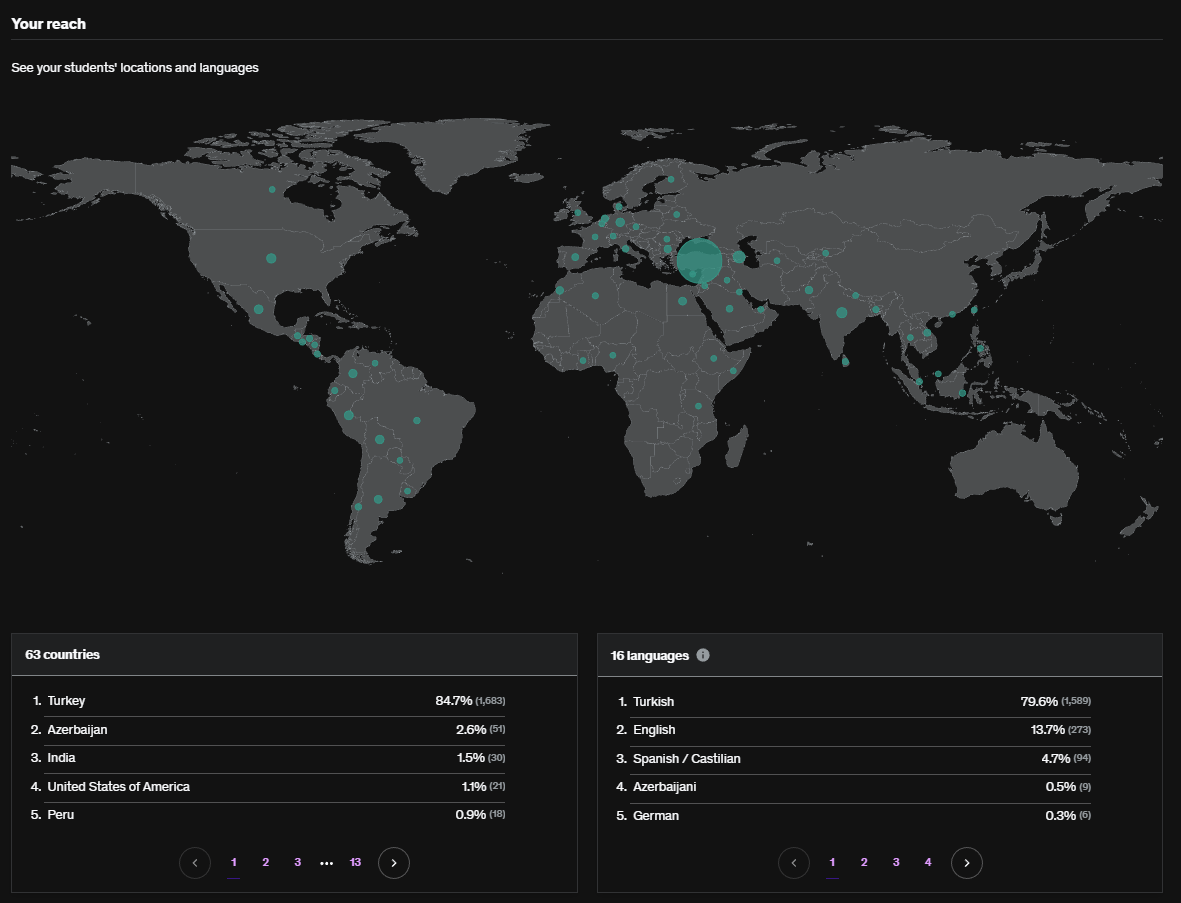 Your reach
See your students' locations and languages
63 countries
1. Turkey 84.7% (1,683)
2. Azerbaijan 2.6% (51)
3. India 1.5% (30)
4. United States of America 1.1% (21)
5. Peru 0.9% (18)
1 2 3 ••• 13
16 languages
1. Turkish 79.6% (1,589)
2. English 13.7% (273)
3. Spanish / Castilian 4.7% (94)
4. Azerbaijani 0.5% (9)
5. German 0.3% (6)
1 2 3 4